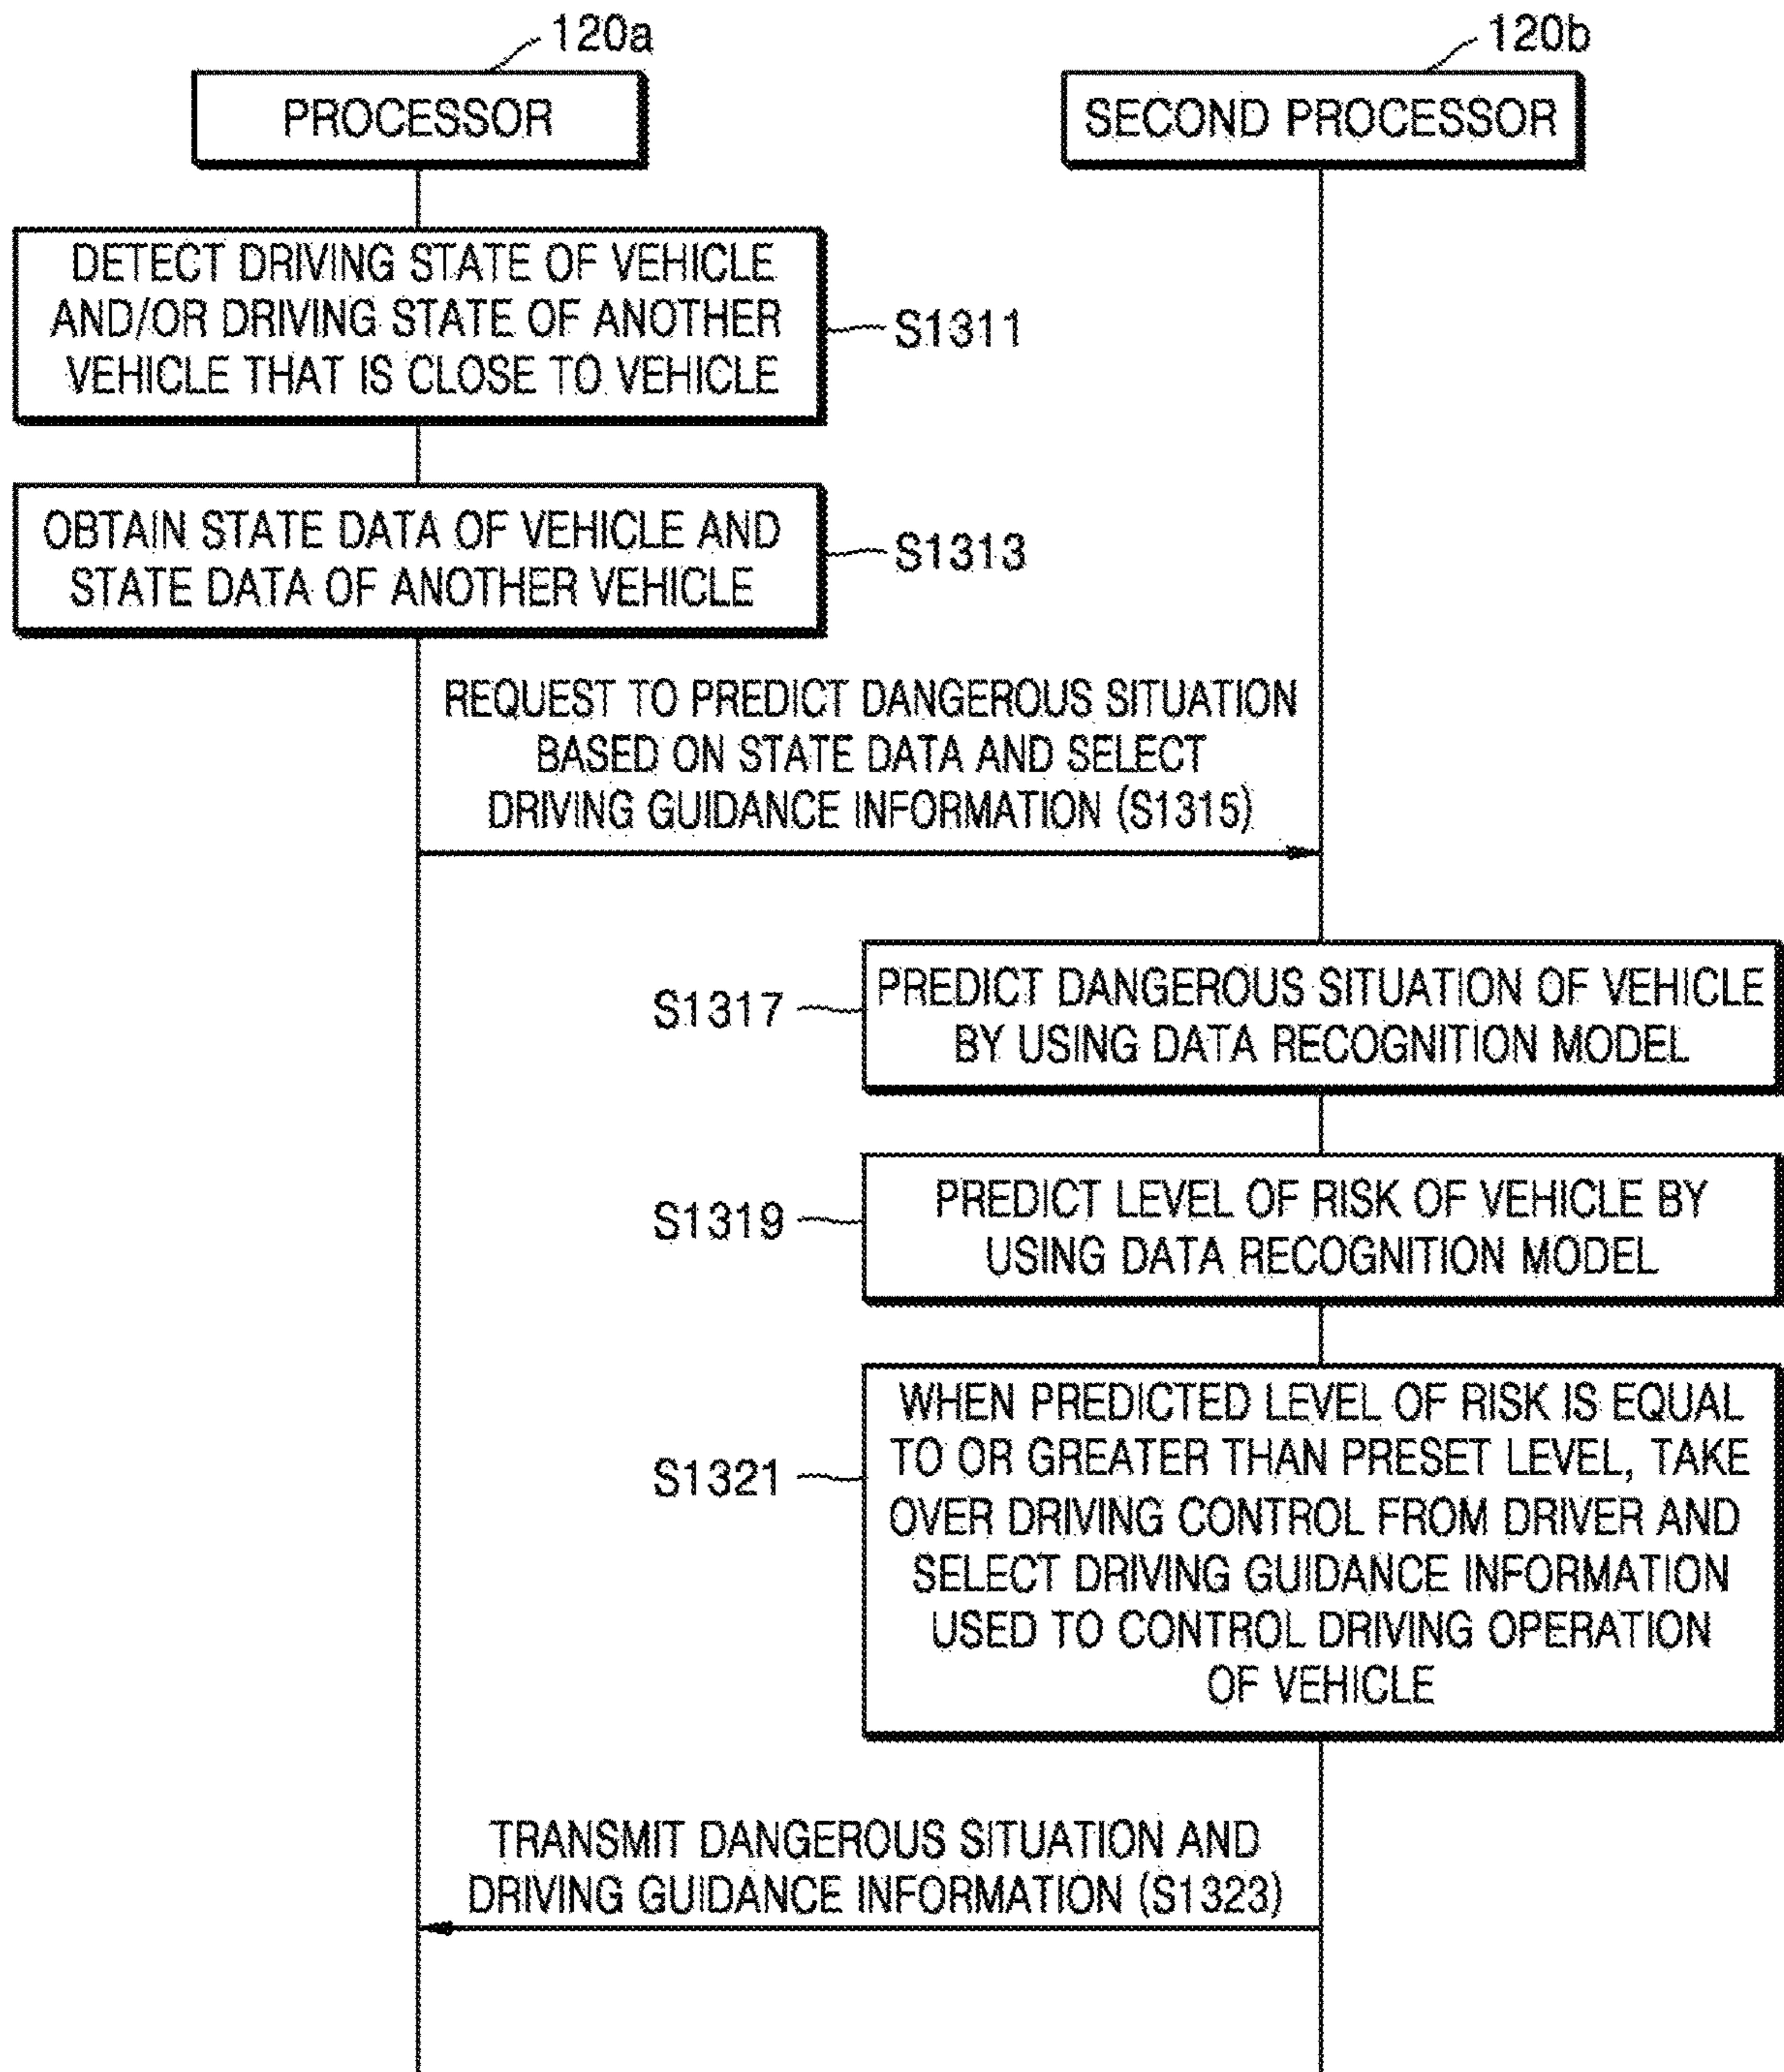 120a
120b
PROCESSOR
SECOND PROCESSOR
DETECT DRIVING STATE OF VEHICLE
AND/OR DRIVING STATE OF ANOTHER
VEHICLE THAT IS CLOSE TO VEHICLE
S1311
OBTAIN STATE DATA OF VEHICLE AND
STATE DATA OF ANOTHER VEHICLE
S1313
REQUEST TO PREDICT DANGEROUS SITUATION
BASED ON STATE DATA AND SELECT
DRIVING GUIDANCE INFORMATION (S1315)
S1317
PREDICT DANGEROUS SITUATION OF VEHICLE
BY USING DATA RECOGNITION MODEL
S1319
PREDICT LEVEL OF RISK OF VEHICLE BY
USING DATA RECOGNITION MODEL
S1321
WHEN PREDICTED LEVEL OF RISK IS EQUAL
TO OR GREATER THAN PRESET LEVEL, TAKE
OVER DRIVING CONTROL FROM DRIVER AND
SELECT DRIVING GUIDANCE INFORMATION
USED TO CONTROL DRIVING OPERATION
OF VEHICLE
TRANSMIT DANGEROUS SITUATION AND
DRIVING GUIDANCE INFORMATION (S1323)